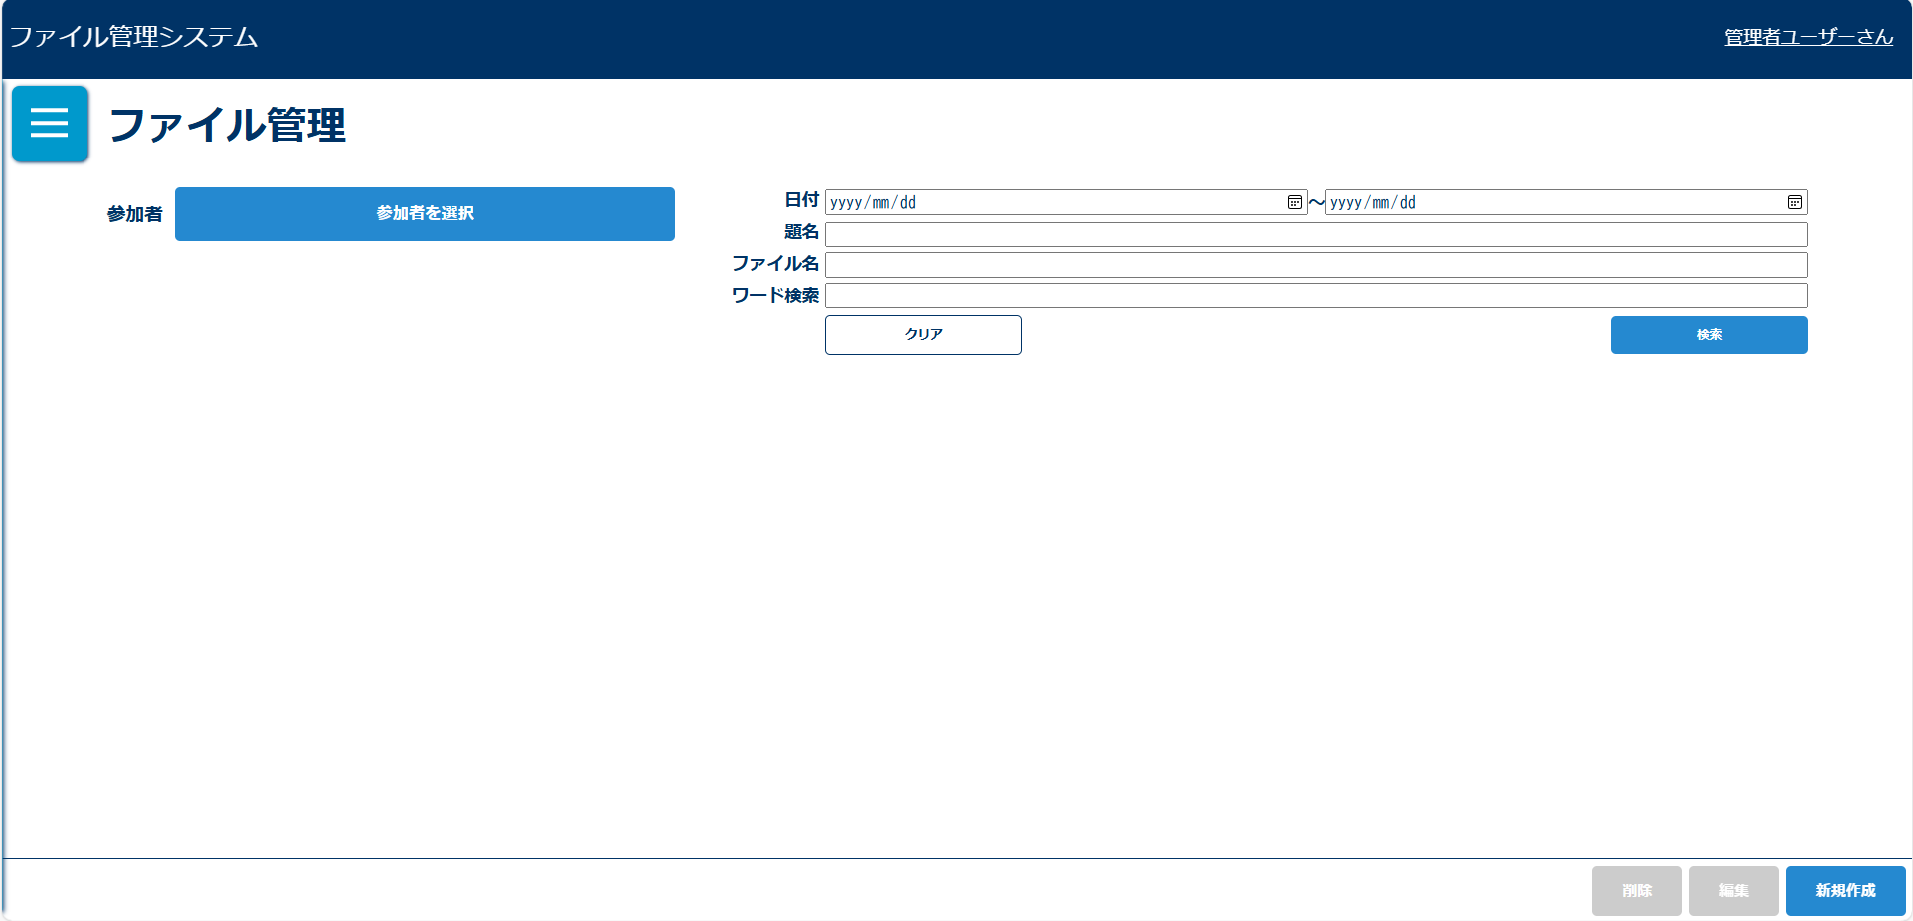 ファイル管理システム
管理者ユーザーさん
ファイル管理
参加者
参加者を選択
日付
yyyy/mm/dd
～
yyyy/mm/dd
題名
ファイル名
ワード検索
クリア
検索
削除
編集
新規作成